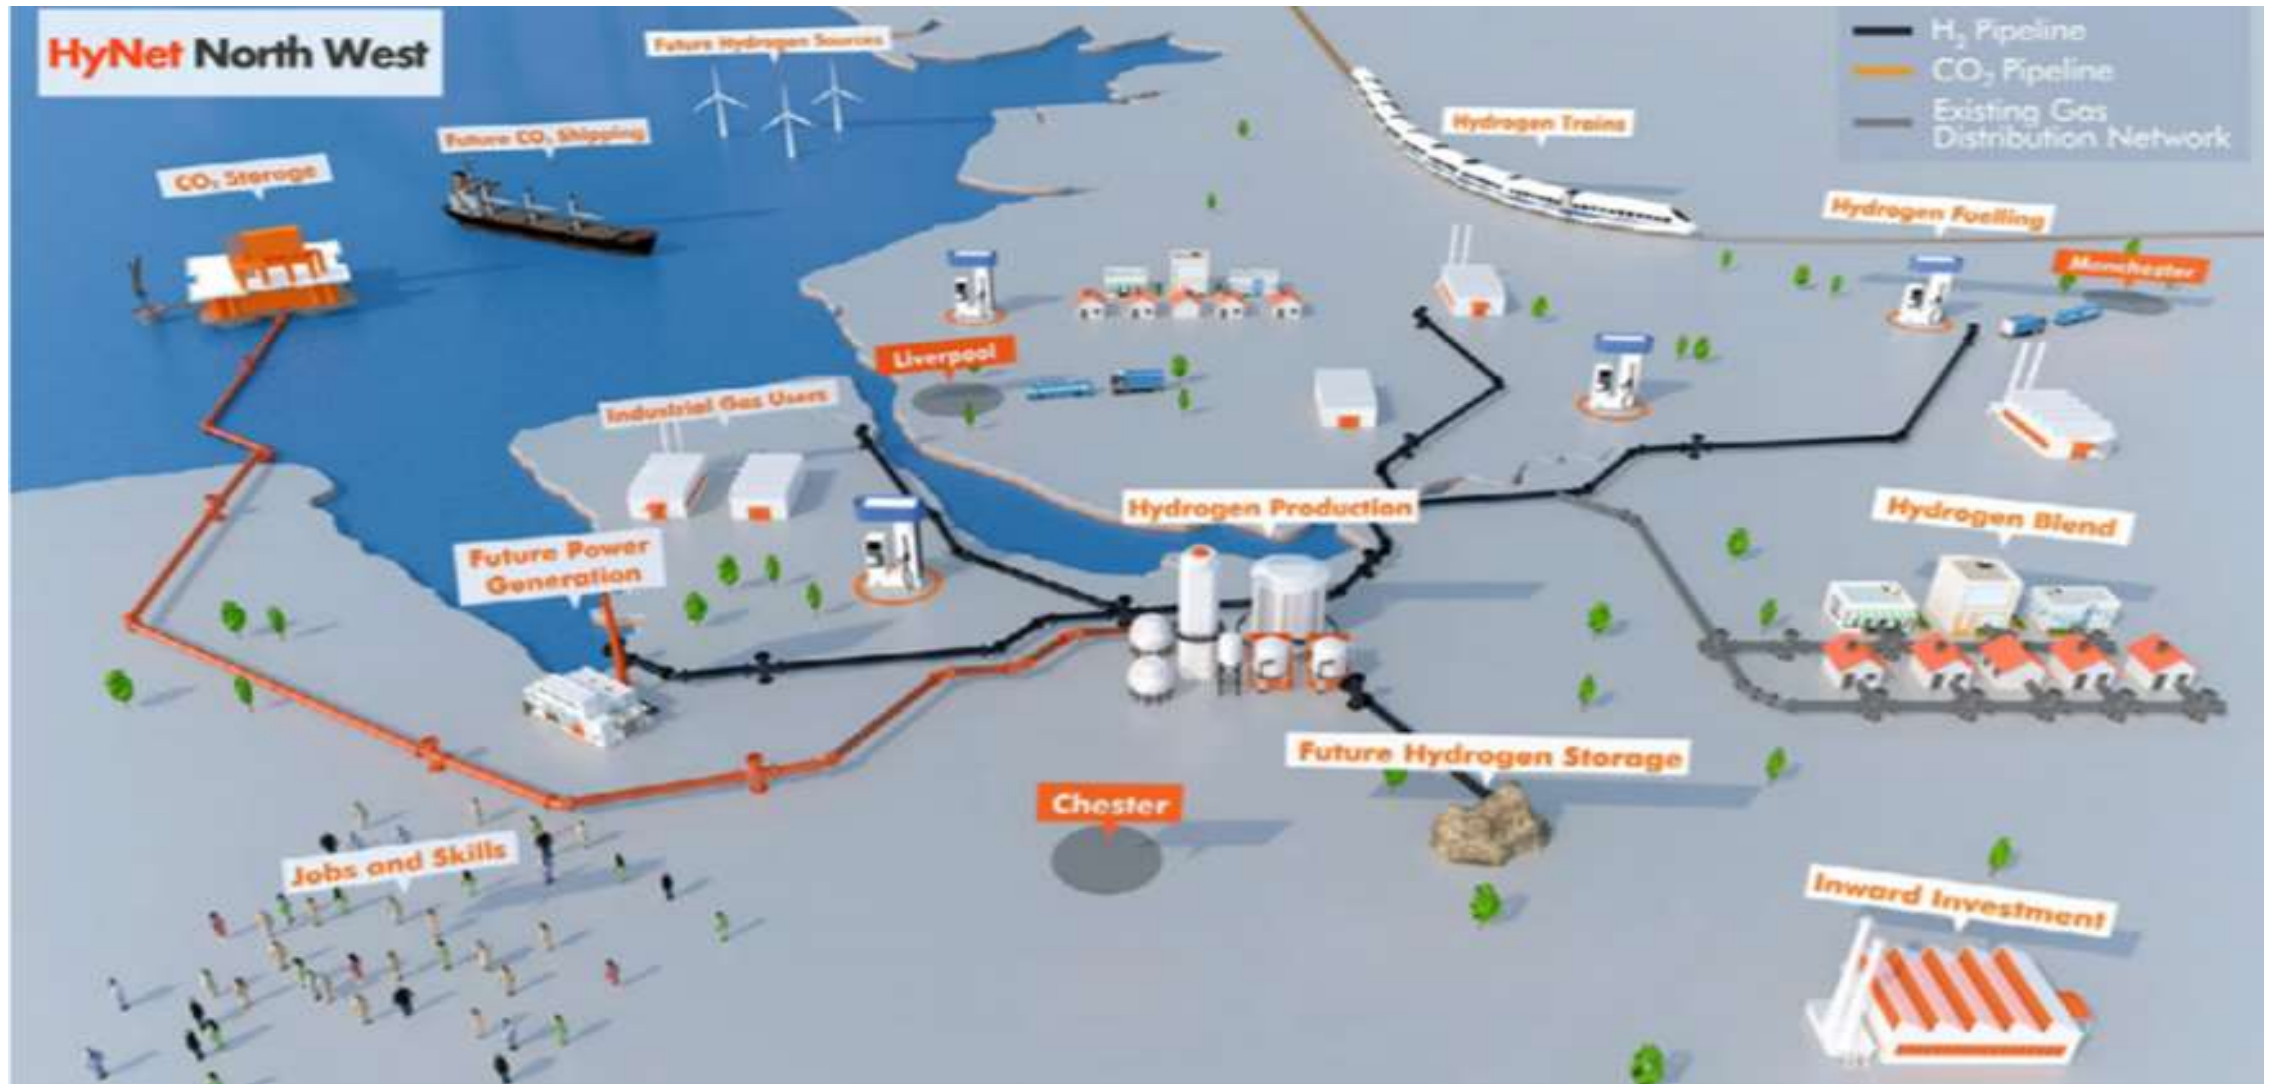 HyNet North West
Future Hydrogen Sources
H₂ Pipeline
CO₂ Pipeline
Existing Gas
Distribution Network
Future CO₂ Shipping
Hydrogen Trains
CO₂ Storage
Hydrogen Fuelling
Manchester
Liverpool
Industrial Gas Users
Hydrogen Production
Hydrogen Blend
Future Power
Generation
Future Hydrogen Storage
Chester
Jobs and Skills
Inward Investment